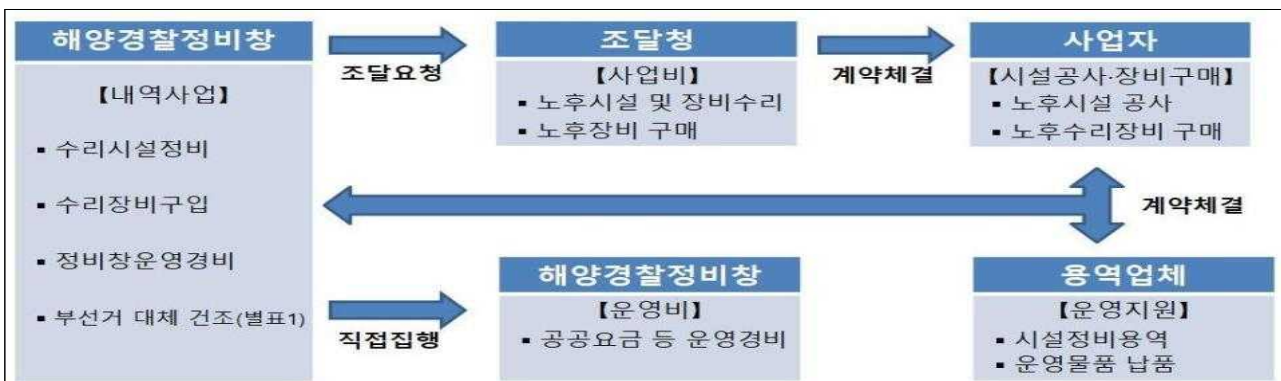 해양경찰정비창
【내역사업】
▪ 수리시설정비
▪ 수리장비구입
▪ 정비창운영경비
▪ 부선거 대체 건조(별표1)
조달요청
조달청
【사업비】
▪ 노후시설 및 장비수리
▪ 노후장비 구매
계약체결
사업자
【시설공사·장비구매】
▪ 노후시설 공사
▪ 노후수리장비 구매
계약체결
직접집행
해양경찰정비창
【운영비】
▪ 공공요금 등 운영경비
용역업체
【운영지원】
▪ 시설정비용역
▪ 운영물품 납품